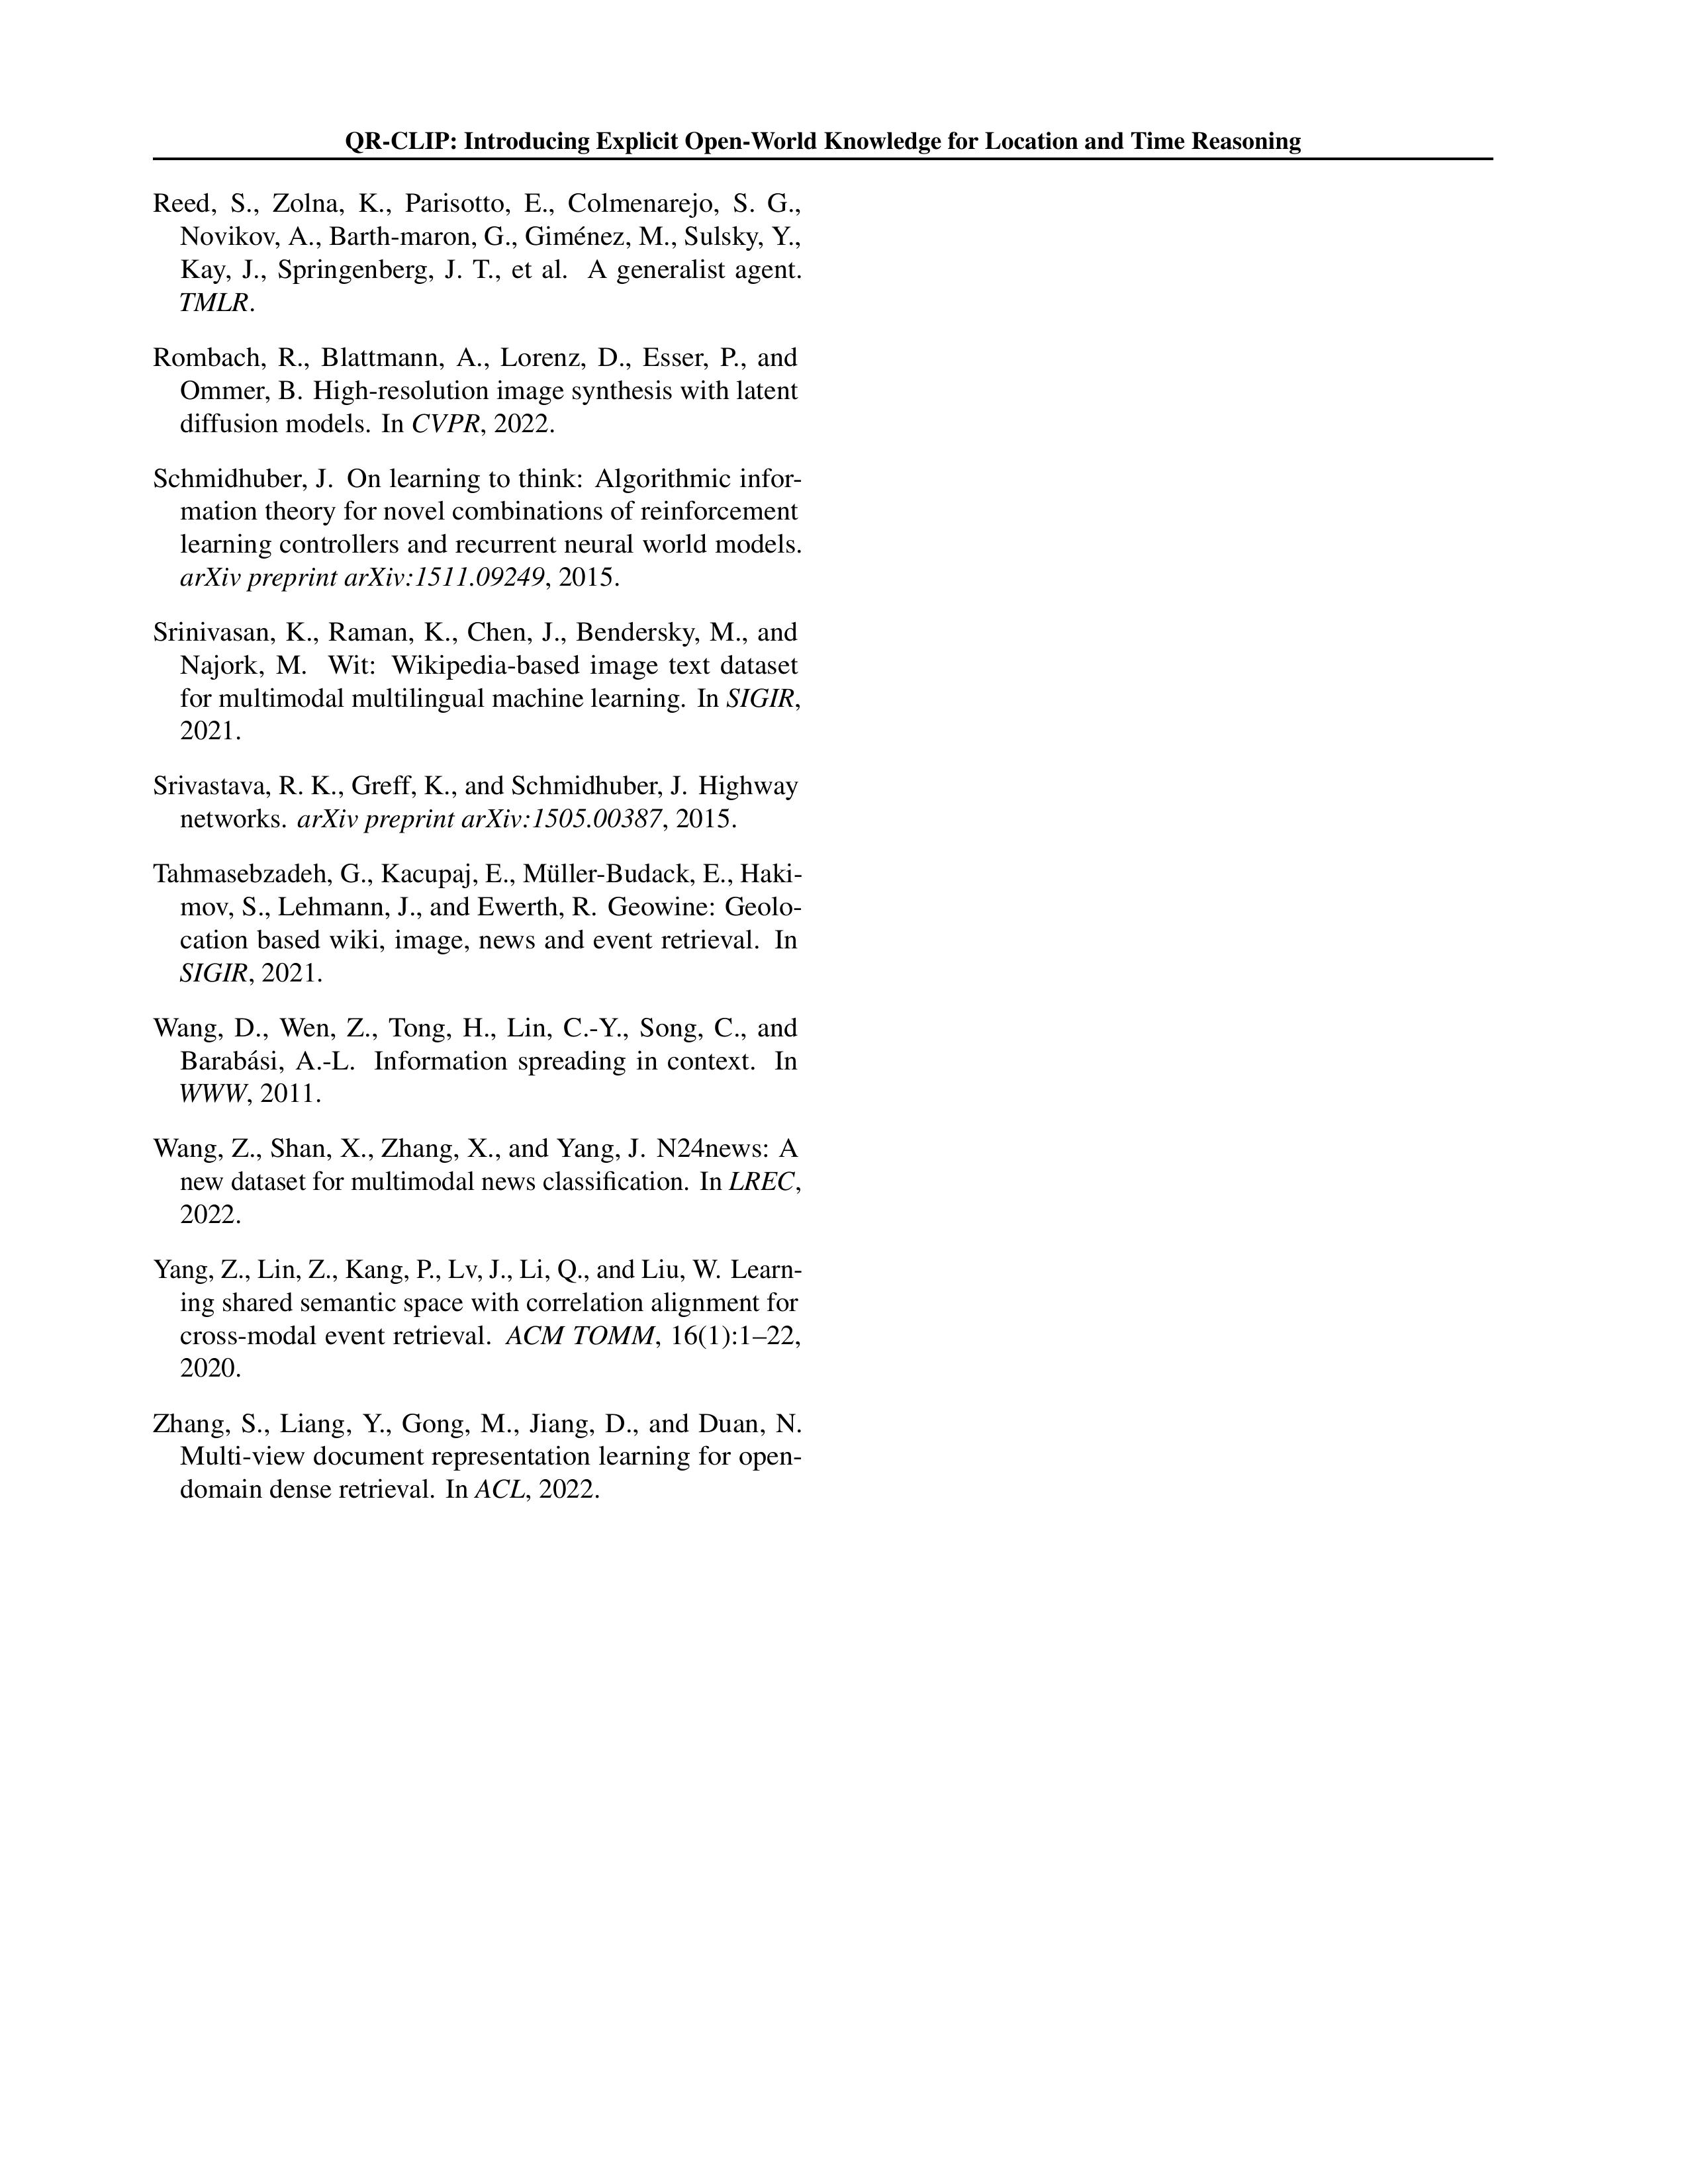 QR-CLIP: Introducing Explicit Open-World Knowledge for Location and Time Reasoning
Reed, S., Zolna, K., Parisotto, E., Colmenarejo, S. G.,
Novikov, A., Barth-maron, G., Giménez, M., Sulsky, Y.,
Kay, J., Springenberg, J. T., et al. A generalist agent.
TMLR.
Rombach, R., Blattmann, A., Lorenz, D., Esser, P., and
Ommer, B. High-resolution image synthesis with latent
diffusion models. In CVPR, 2022.
Schmidhuber, J. On learning to think: Algorithmic infor-
mation theory for novel combinations of reinforcement
learning controllers and recurrent neural world models.
arXiv preprint arXiv:1511.09249, 2015.
Srinivasan, K., Raman, K., Chen, J., Bendersky, M., and
Najork, M. Wit: Wikipedia-based image text dataset
for multimodal multilingual machine learning. In SIGIR,
2021.
Srivastava, R. K., Greff, K., and Schmidhuber, J. Highway
networks. arXiv preprint arXiv:1505.00387, 2015.
Tahmasebzadeh, G., Kacupaj, E., Müller-Budack, E., Haki-
mov, S., Lehmann, J., and Ewerth, R. Geowine: Geolo-
cation based wiki, image, news and event retrieval. In
SIGIR, 2021.
Wang, D., Wen, Z., Tong, H., Lin, C.-Y., Song, C., and
Barabási, A.-L. Information spreading in context. In
WWW, 2011.
Wang, Z., Shan, X., Zhang, X., and Yang, J. N24news: A
new dataset for multimodal news classification. In LREC,
2022.
Yang, Z., Lin, Z., Kang, P., Lv, J., Li, Q., and Liu, W. Learn-
ing shared semantic space with correlation alignment for
cross-modal event retrieval. ACM TOMM, 16(1):1–22,
2020.
Zhang, S., Liang, Y., Gong, M., Jiang, D., and Duan, N.
Multi-view document representation learning for open-
domain dense retrieval. In ACL, 2022.